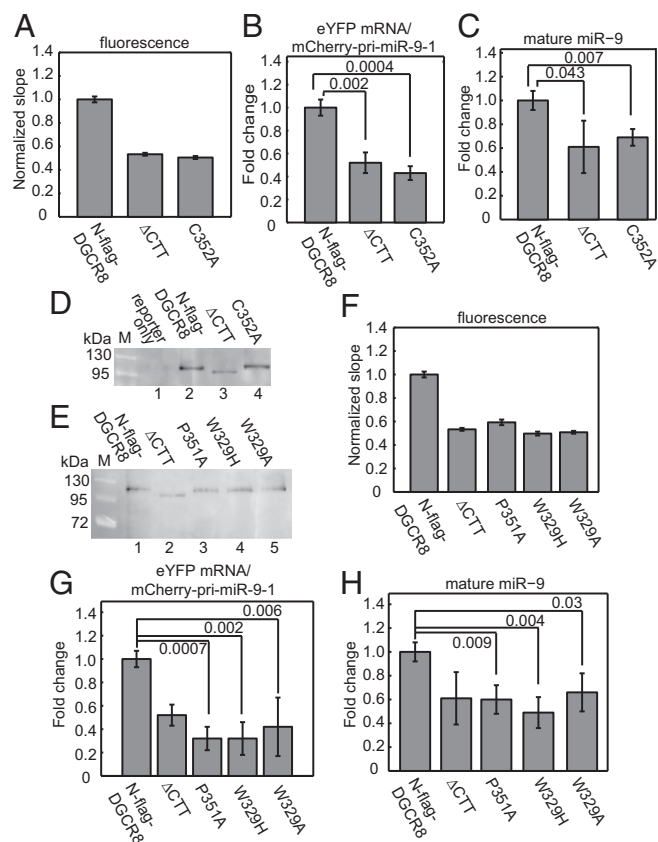 A
fluorescence
Normalized slope
1.4
1.2
1.0
0.8
0.6
0.4
0.2
0
N-flag-
DGCR8
ΔCTT
C352A
B
eYFP mRNA/
mCherry-pri-miR-9-1
Fold change
1.4
1.2
1.0
0.8
0.6
0.4
0.2
0
0.0004
0.002
N-flag-
DGCR8
ΔCTT
C352A
C
mature miR−9
Fold change
1.4
1.2
1.0
0.8
0.6
0.4
0.2
0
0.007
0.043
N-flag-
DGCR8
ΔCTT
C352A
D
kDa
M
reporter
only
N-flag-
DGCR8
ΔCTT
C352A
130
95
1 2 3 4
E
kDa
M
N-flag-
DGCR8
ΔCTT
P351A
W329H
W329A
130
95
72
1 2 3 4 5
F
fluorescence
Normalized slope
1.4
1.2
1.0
0.8
0.6
0.4
0.2
0
N-flag-
DGCR8
ΔCTT
P351A
W329H
W329A
G
eYFP mRNA/
mCherry-pri-miR-9-1
Fold change
1.4
1.2
1.0
0.8
0.6
0.4
0.2
0
0.006
0.002
0.0007
N-flag-
DGCR8
ΔCTT
P351A
W329H
W329A
H
mature miR−9
Fold change
1.4
1.2
1.0
0.8
0.6
0.4
0.2
0
0.03
0.004
0.009
N-flag-
DGCR8
ΔCTT
P351A
W329H
W329A